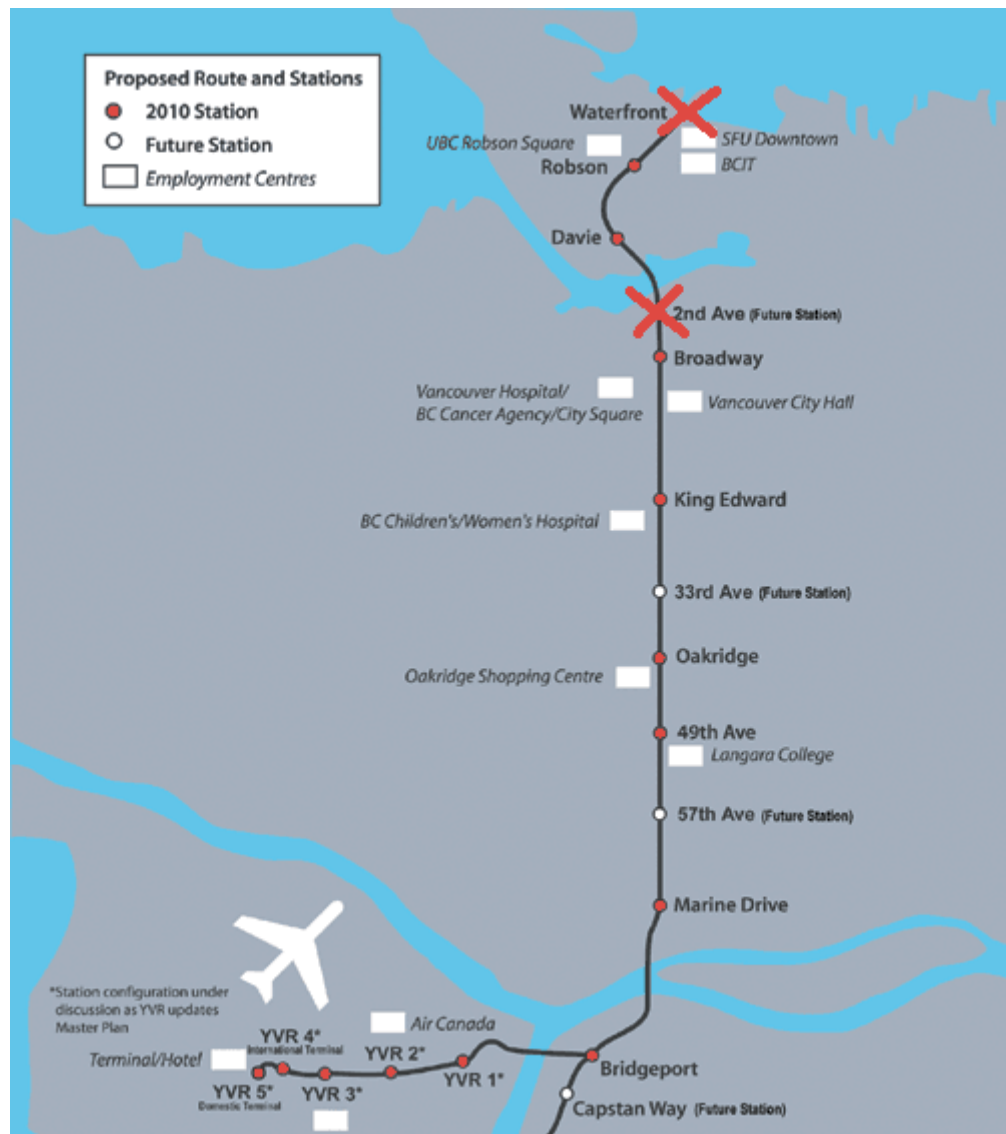 Proposed Route and Stations
2010 Station
Future Station
Employment Centres
Waterfront
UBC Robson Square
SFU Downtown
Robson
BCIT
Davie
2nd Ave (Future Station)
Broadway
Vancouver Hospital/
BC Cancer Agency/City Square
Vancouver City Hall
King Edward
BC Children's/Women's Hospital
33rd Ave (Future Station)
Oakridge
Oakridge Shopping Centre
49th Ave
Langara College
57th Ave (Future Station)
Marine Drive
*Station configuration under
discussion as YVR updates
Master Plan
Air Canada
YVR 4*
International Terminal
Terminal/Hotel
YVR 2*
YVR 1*
YVR 5*
Domestic Terminal
YVR 3*
Bridgeport
Capstan Way (Future Station)